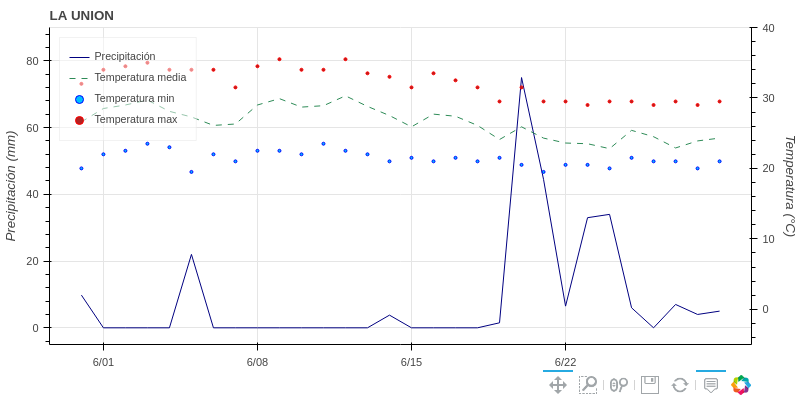 LA UNION
Precipitación
Temperatura media
Temperatura min
Temperatura max
80
60
40
20
0
Precipitación (mm)
40
30
20
10
0
Temperatura (°C)
6/01
6/08
6/15
6/22